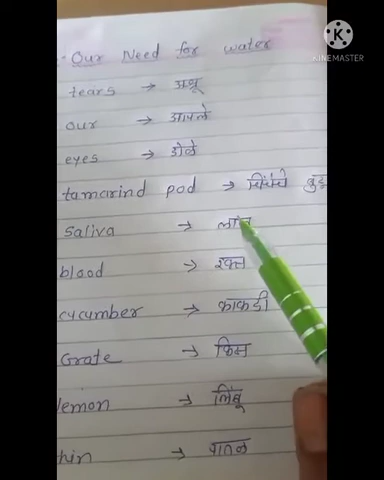 Our Need for water
tears → अश्रू
our → आपले
eyes → डोळे
tamarind pod → चिंचेचे
saliva →
blood → रक्त
cucumber → काकडी
Grate → किस
lemon → लिंबू
hin → पातळ
KINEMASTER